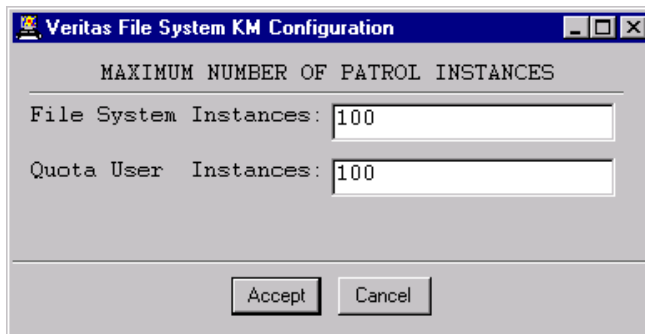 Veritas File System KM Configuration
MAXIMUM NUMBER OF PATROL INSTANCES
File System Instances: 100
Quota User Instances: 100
Accept Cancel